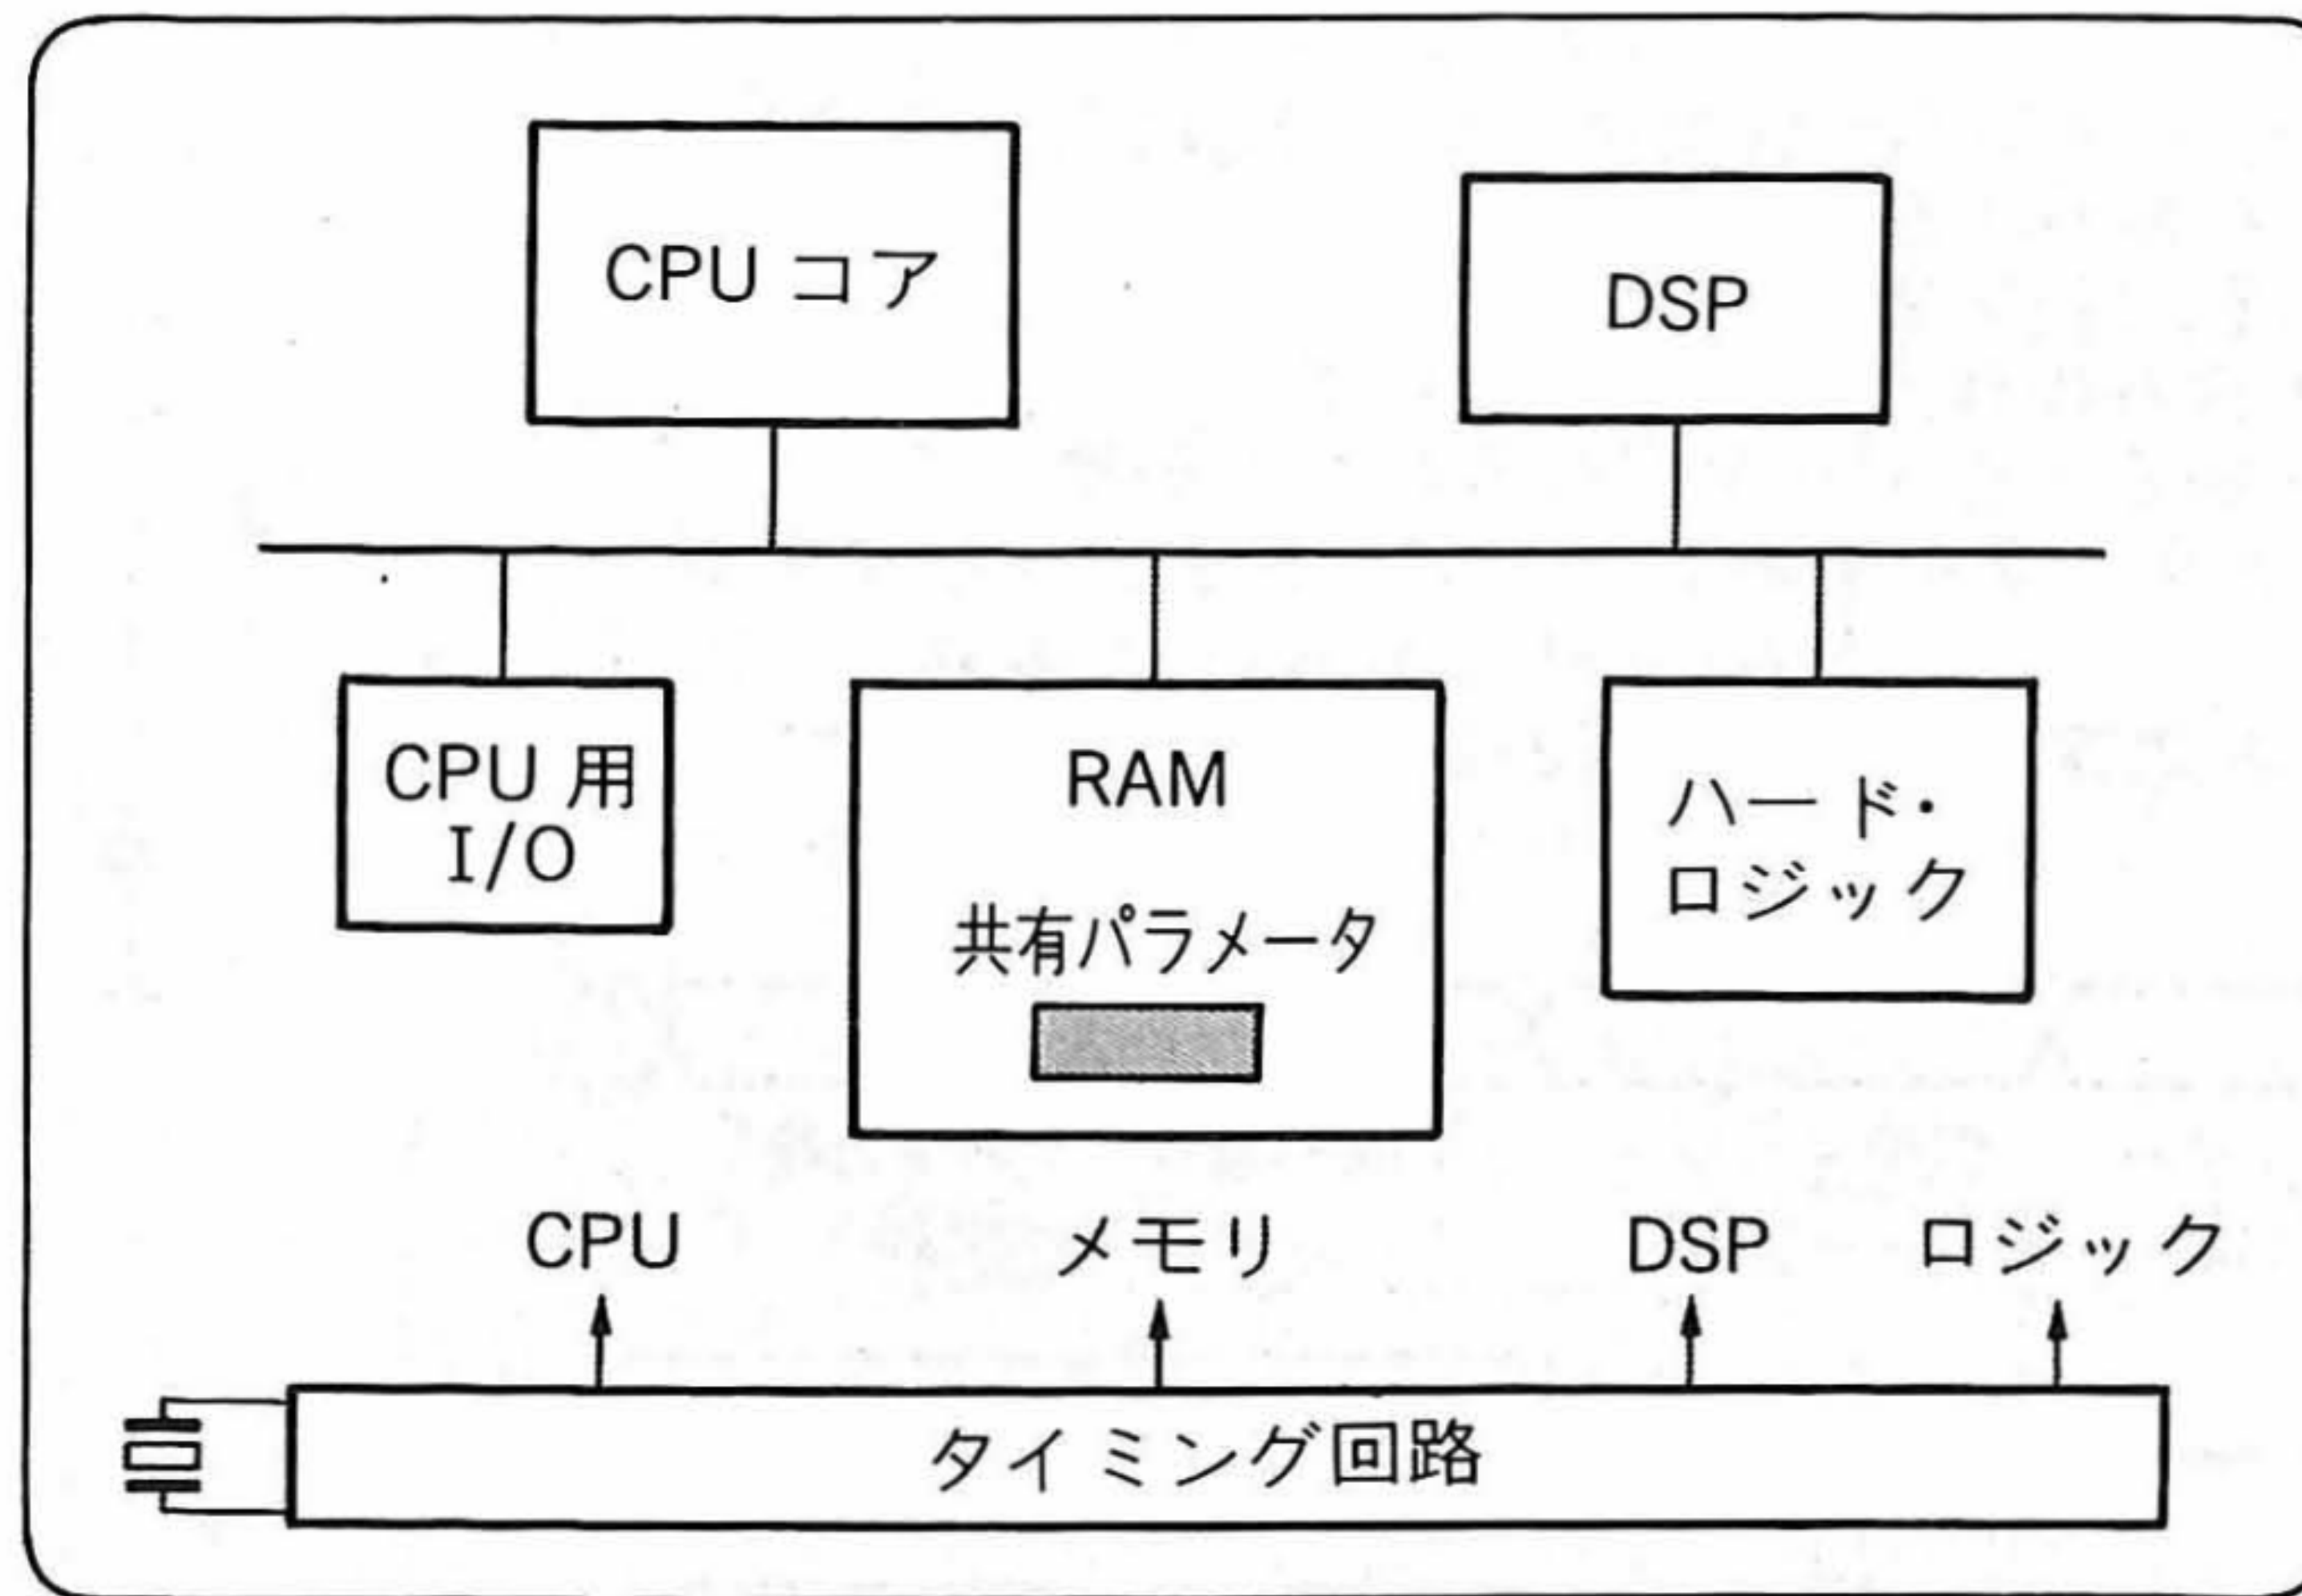 CPU コア
DSP
CPU 用
I/O
RAM
共有パラメータ
ハード・
ロジック
CPU
メモリ
DSP
ロジック
タイミング回路